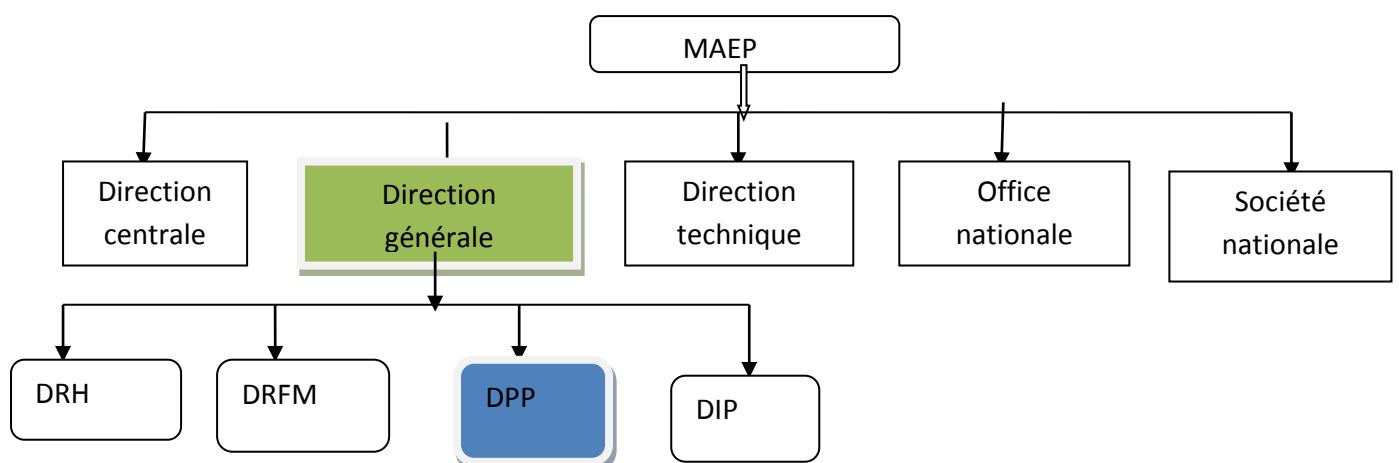 MAEP
Direction
centrale
Direction
générale
Direction
technique
Office
nationale
Société
nationale
DRH
DRFM
DPP
DIP